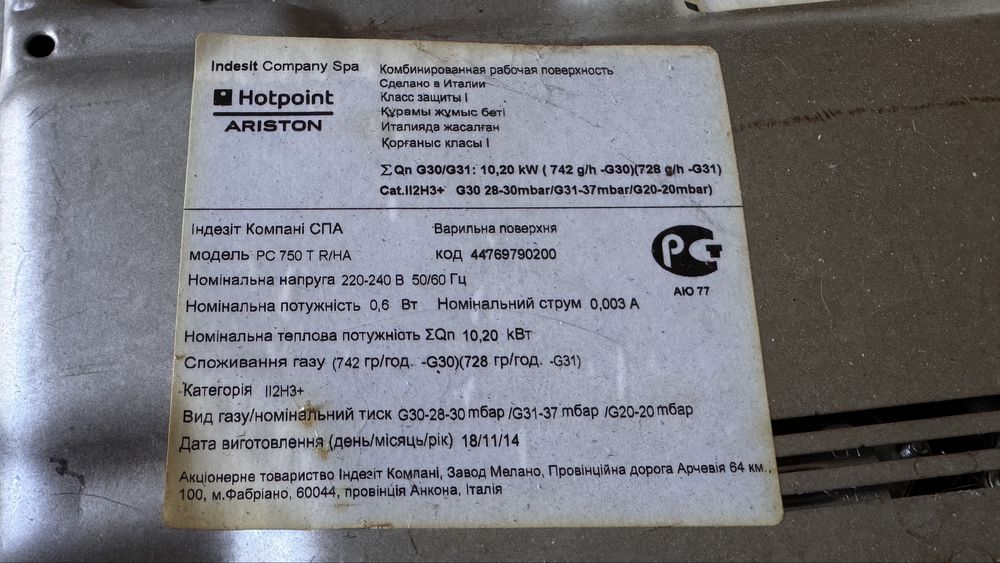 Indesit Company Spa
Hotpoint
ARISTON
Комбинированная рабочая поверхность
Сделано в Италии
Класс защиты I
Құрамы жұмыс беті
Италияда жасалған
Қорғаныс класы I
ΣQn G30/G31: 10,20 kW ( 742 g/h -G30)(728 g/h -G31)
Cat.II2H3+ G30 28-30mbar/G31-37mbar/G20-20mbar)
Індезіт Компані СПА
Варильна поверхня
модель PC 750 T R/HA
код 44769790200
РСТ
АЮ 77
Номінальна напруга 220-240 В 50/60 Гц
Номінальна потужність 0,6 Вт Номінальний струм 0,003 А
Номінальна теплова потужність ΣQn 10,20 кВт
Споживання газу (742 гр/год. -G30)(728 гр/год. -G31)
Категорія II2H3+
Вид газу/номінальний тиск G30-28-30 mбар /G31-37 mбар /G20-20 mбар
Дата виготовлення (день/місяць/рік) 18/11/14
Акціонерне товариство Індезіт Компані, Завод Мелано, Провінційна дорога Арчевія 64 км.,
100, м.Фабріано, 60044, провінція Анкона, Італія